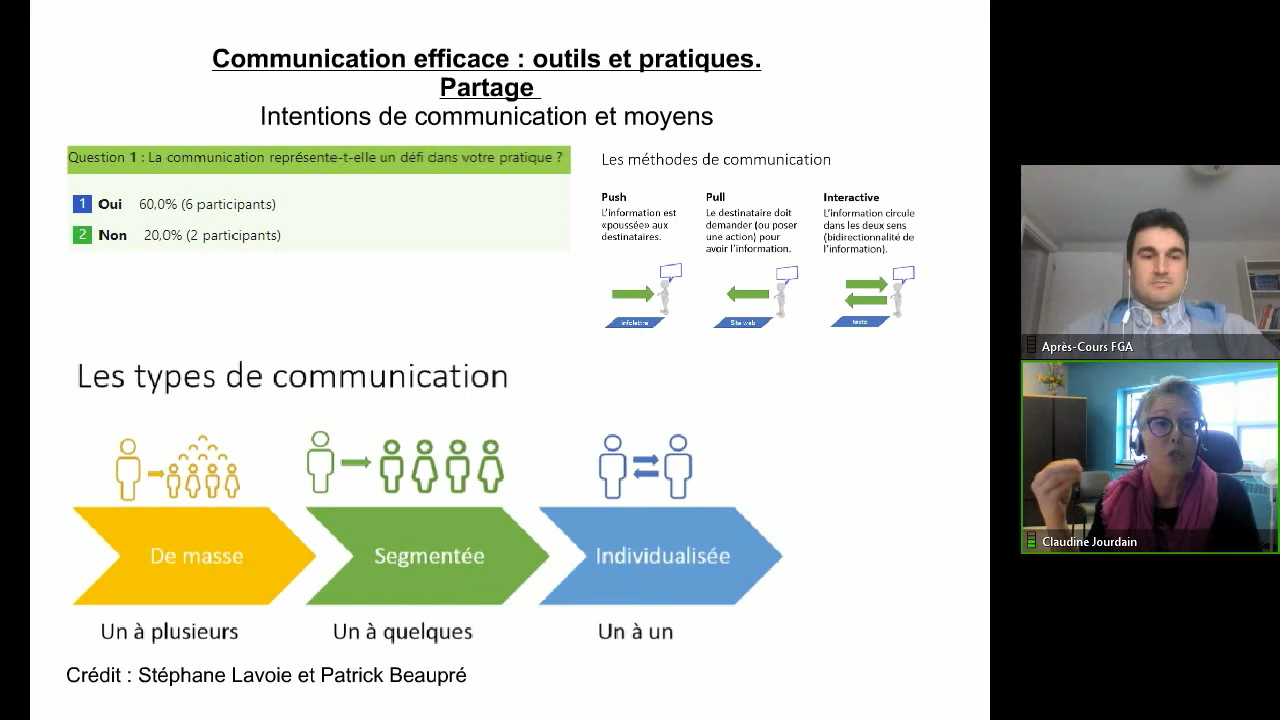 Communication efficace : outils et pratiques.
Partage
Intentions de communication et moyens
Question 1 : La communication représente-t-elle un défi dans votre pratique ?
1 Oui 60,0% (6 participants)
2 Non 20,0% (2 participants)
Les méthodes de communication
Push
L'information est
«poussée» aux
destinataires.
infolettre
Pull
Le destinataire doit
demander (ou poser
une action) pour
avoir l'information.
Site web
Interactive
L'information circule
dans les deux sens
(bidirectionnalité de
l'information).
texto
Les types de communication
De masse
Segmentée
Individualisée
Un à plusieurs
Un à quelques
Un à un
Crédit : Stéphane Lavoie et Patrick Beaupré
Après-Cours FGA
Claudine Jourdain